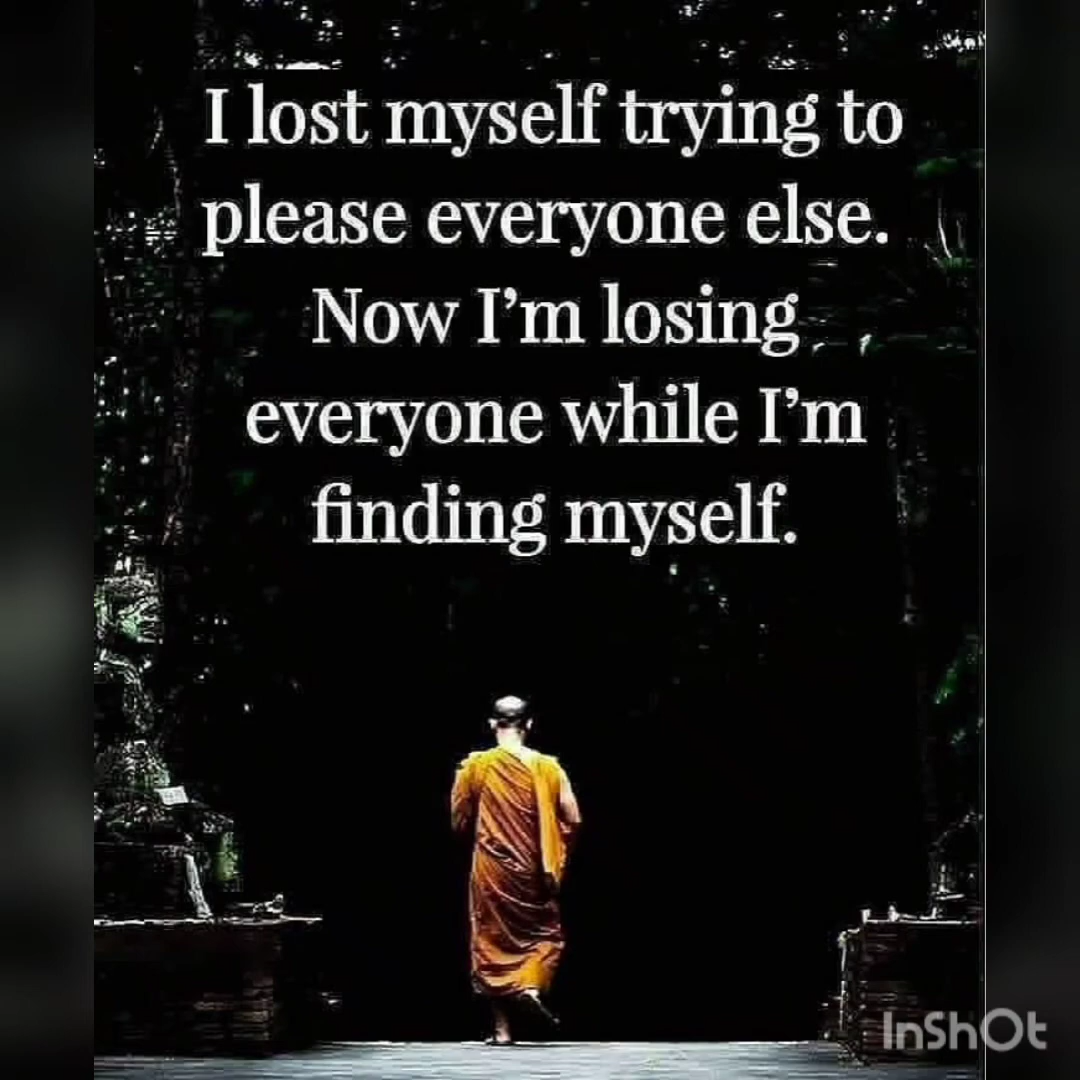 I lost myself trying to
please everyone else.
Now I’m losing
everyone while I’m
finding myself.
InShOt